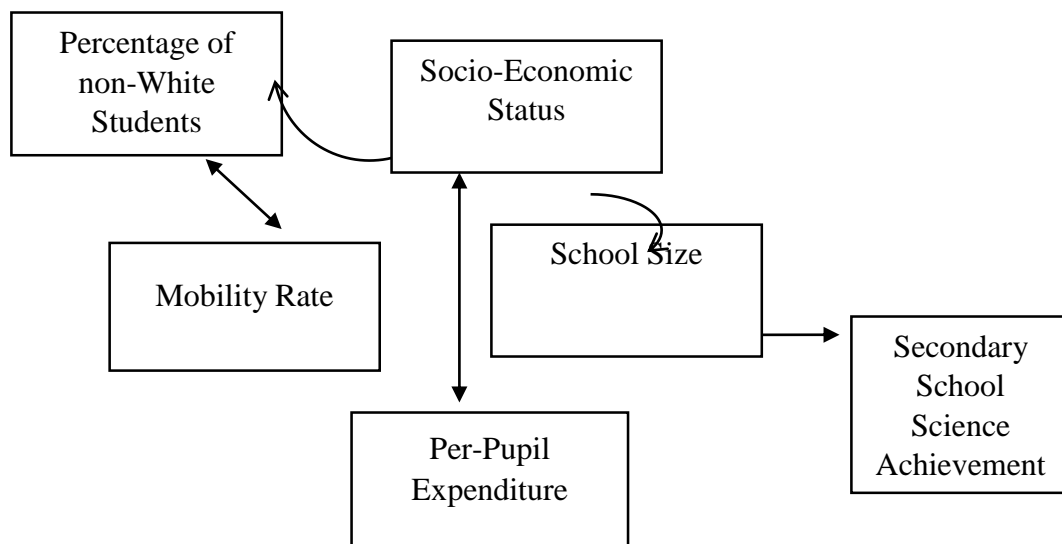 Percentage of
non-White
Students
Socio-Economic
Status
School Size
Mobility Rate
Secondary
School
Science
Achievement
Per-Pupil
Expenditure